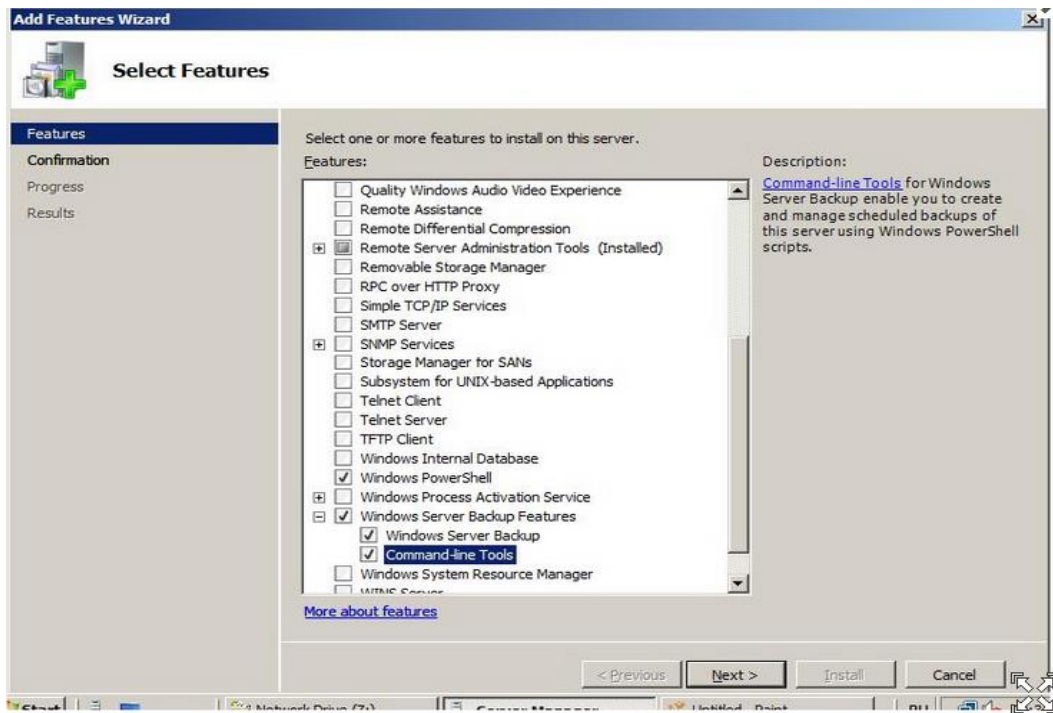 Add Features Wizard
Select Features
Features
Confirmation
Progress
Results
Select one or more features to install on this server.
Features:
Quality Windows Audio Video Experience
Remote Assistance
Remote Differential Compression
Remote Server Administration Tools (Installed)
Removable Storage Manager
RPC over HTTP Proxy
Simple TCP/IP Services
SMTP Server
SNMP Services
Storage Manager for SANs
Subsystem for UNIX-based Applications
Telnet Client
Telnet Server
TFTP Client
Windows Internal Database
Windows PowerShell
Windows Process Activation Service
Windows Server Backup Features
Windows Server Backup
Command-line Tools
Windows System Resource Manager
WINS Server
More about features
Description:
Command-line Tools for Windows
Server Backup enable you to create
and manage scheduled backups of
this server using Windows PowerShell
scripts.
< Previous
Next >
Install
Cancel
Start
Network Drive (Z:)
Server Manager
Untitled - Paint